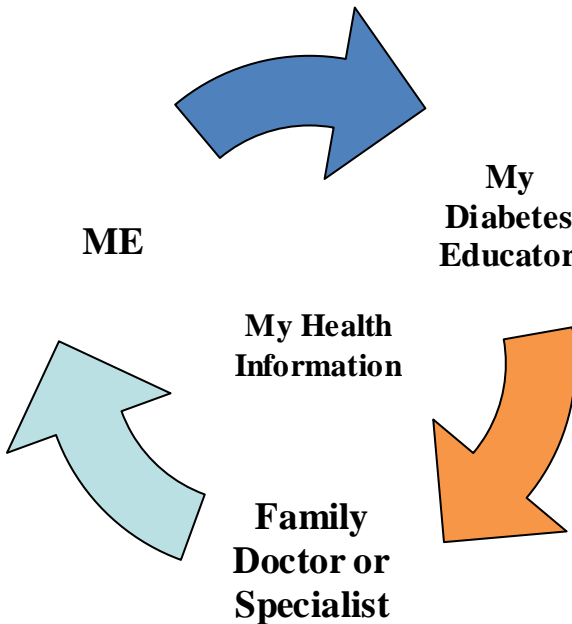 ME
My
Diabetes
Educator
My Health
Information
Family
Doctor or
Specialist